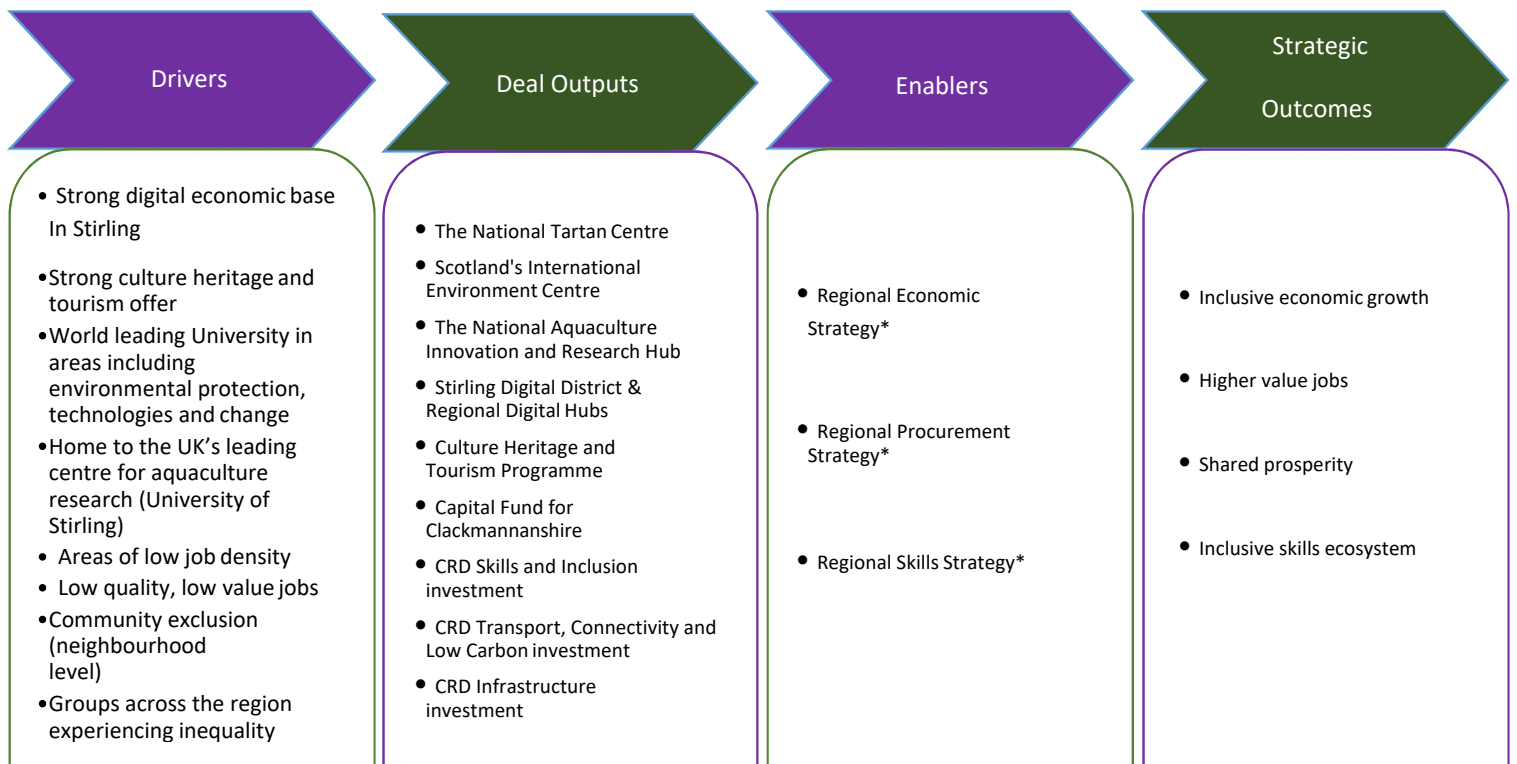 Drivers
Deal Outputs
Enablers
Strategic
Outcomes
• Strong digital economic base
In Stirling
•Strong culture heritage and
tourism offer
•World leading University in
areas including
environmental protection,
technologies and change
•Home to the UK’s leading
centre for aquaculture
research (University of
Stirling)
• Areas of low job density
• Low quality, low value jobs
•Community exclusion
(neighbourhood
level)
•Groups across the region
experiencing inequality
• The National Tartan Centre
• Scotland's International
Environment Centre
• The National Aquaculture
Innovation and Research Hub
• Stirling Digital District &
Regional Digital Hubs
• Culture Heritage and
Tourism Programme
• Capital Fund for
Clackmannanshire
• CRD Skills and Inclusion
investment
• CRD Transport, Connectivity and
Low Carbon investment
• CRD Infrastructure
investment
• Regional Economic
Strategy*
• Regional Procurement
Strategy*
• Regional Skills Strategy*
• Inclusive economic growth
• Higher value jobs
• Shared prosperity
• Inclusive skills ecosystem